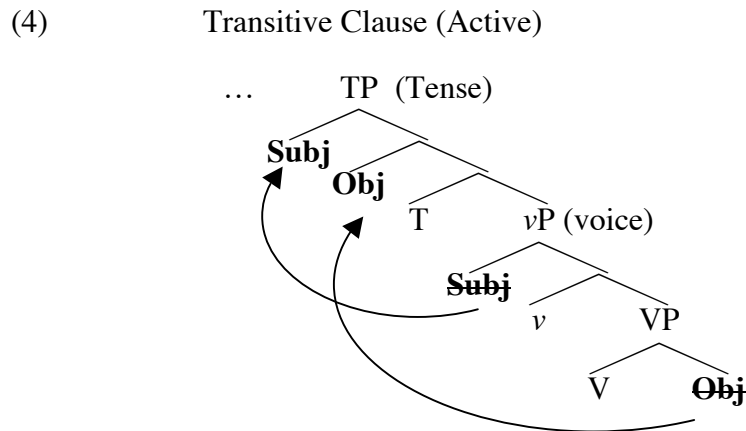 (4) Transitive Clause (Active)
… TP (Tense)
Subj
Obj
T vP (voice)
Subj
v VP
V Obj